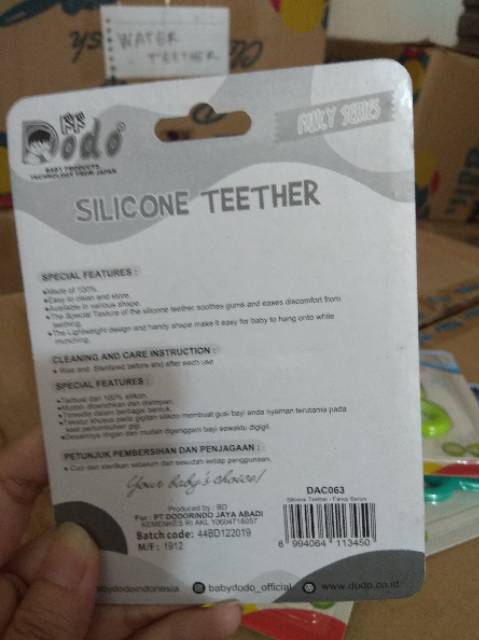 WATER
TEETHER
Dodo
BABY PRODUCTS
TECHNOLOGY FROM JAPAN
FANCY SERIES
SILICONE TEETHER
SPECIAL FEATURES :
•Made of 100%.
•Easy to clean and store.
•Available in various shape.
•The Special Texture of the silicone teether soothes gums and eases discomfort from
teething.
•The Lightweight design and handy shape make it easy for baby to hang onto while
munching.
CLEANING AND CARE INSTRUCTION :
• Was and Sterilized before and after each use
SPECIAL FEATURES :
•Terbuat dari 100% silikon.
•Mudah dibersihkan dan disimpan.
•Tersedia dalam berbagai bentuk.
•Tekstur khusus pada gigitan silikon membuat gusi bayi anda nyaman terutama pada
saat pertumbuhan gigi.
•Desainnya ringan dan mudah digenggam bayi sewaktu digigit.
PETUNJUK PEMBERSIHAN DAN PENJAGAAN :
• Cuci dan sterilkan sebelum dan sesudah setiap penggunaan.
Your baby's choice!
Produced by : BD
For : PT DODORINDO JAYA ABADI
KEMENKES RI AKL 10604716057
Batch code: 44BD122019
M/F: 1912
DAC063
Silicone Teether - Fancy Series
8 994064 113450
babydodoindonesia
babydodo_official
www.dodo.co.id